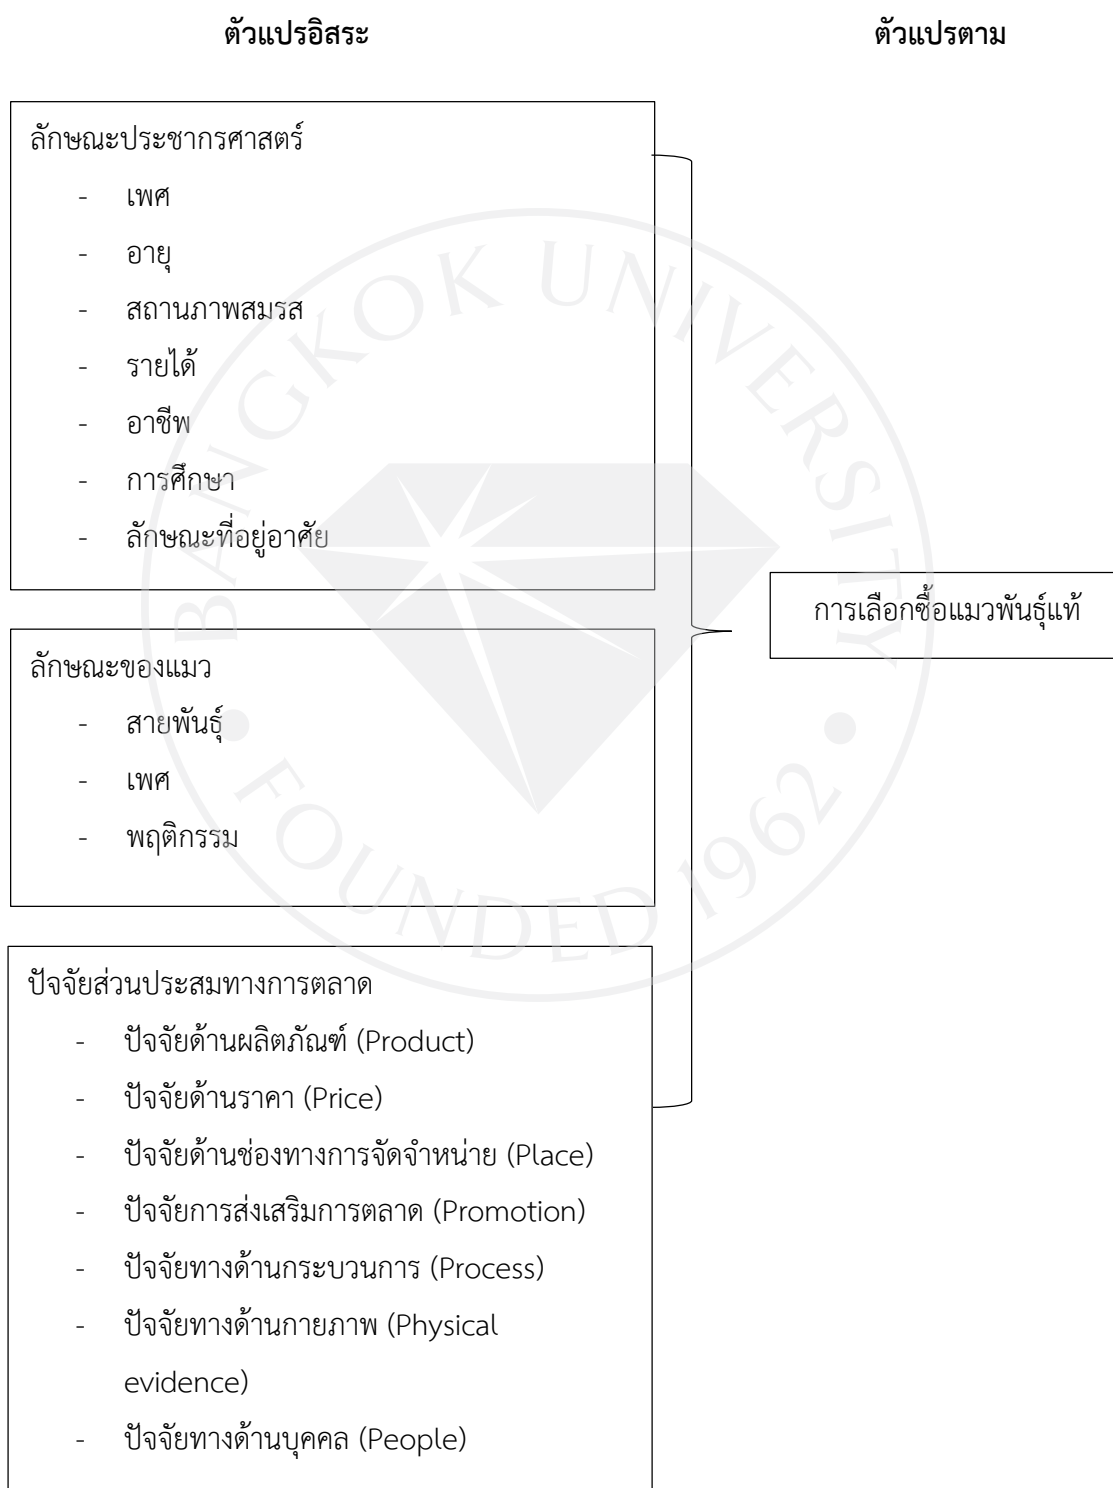 ตัวแปรอิสระ
ตัวแปรตาม
ลักษณะประชากรศาสตร์
- เพศ
- อายุ
- สถานภาพสมรส
- รายได้
- อาชีพ
- การศึกษา
- ลักษณะที่อยู่อาศัย
ลักษณะของแมว
- สายพันธุ์
- เพศ
- พฤติกรรม
ปัจจัยส่วนประสมทางการตลาด
- ปัจจัยด้านผลิตภัณฑ์ (Product)
- ปัจจัยด้านราคา (Price)
- ปัจจัยด้านช่องทางการจัดจำหน่าย (Place)
- ปัจจัยการส่งเสริมการตลาด (Promotion)
- ปัจจัยทางด้านกระบวนการ (Process)
- ปัจจัยทางด้านกายภาพ (Physical
evidence)
- ปัจจัยทางด้านบุคคล (People)
การเลือกซื้อแมวพันธุ์แท้
BANGKOK UNIVERSITY
FOUNDED 1962